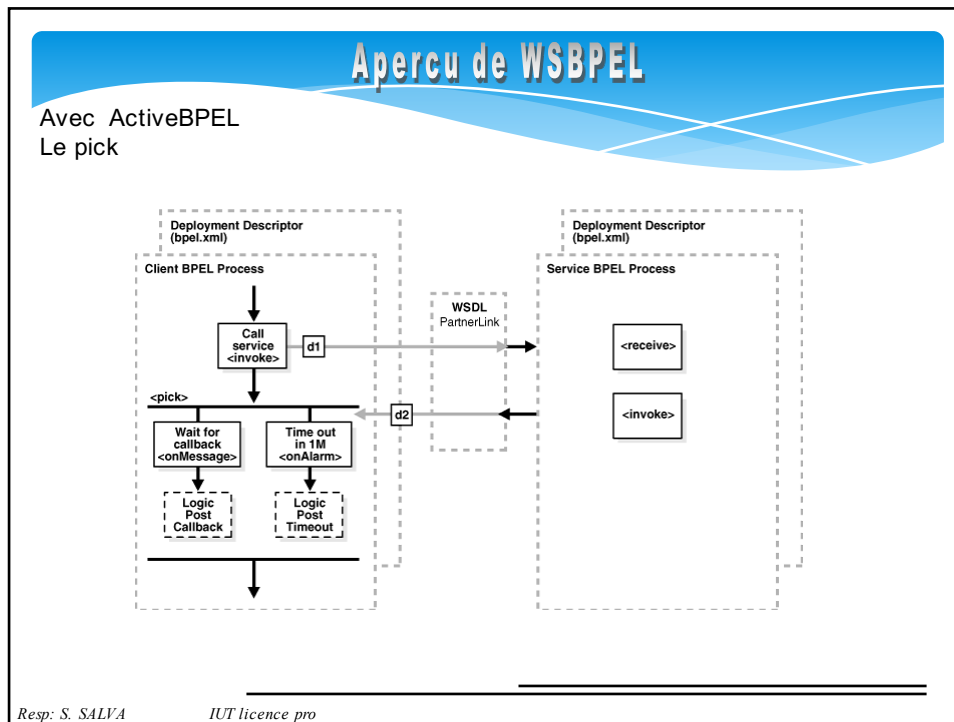 Apercu de WSBPEL
Avec ActiveBPEL
Le pick
Deployment Descriptor
(bpel.xml)
Client BPEL Process
Call
service
<invoke>
d1
WSDL
PartnerLink
Deployment Descriptor
(bpel.xml)
Service BPEL Process
<receive>
<invoke>
<pick>
d2
Wait for
callback
<onMessage>
Time out
in 1M
<onAlarm>
Logic
Post
Callback
Logic
Post
Timeout
Resp: S. SALVA
IUT licence pro